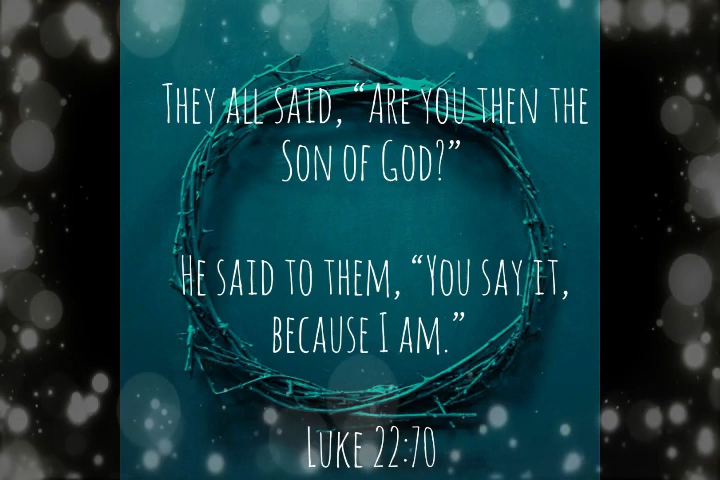 They all said, “Are you then the
Son of God?”
He said to them, “You say it,
because I am.”
Luke 22:70